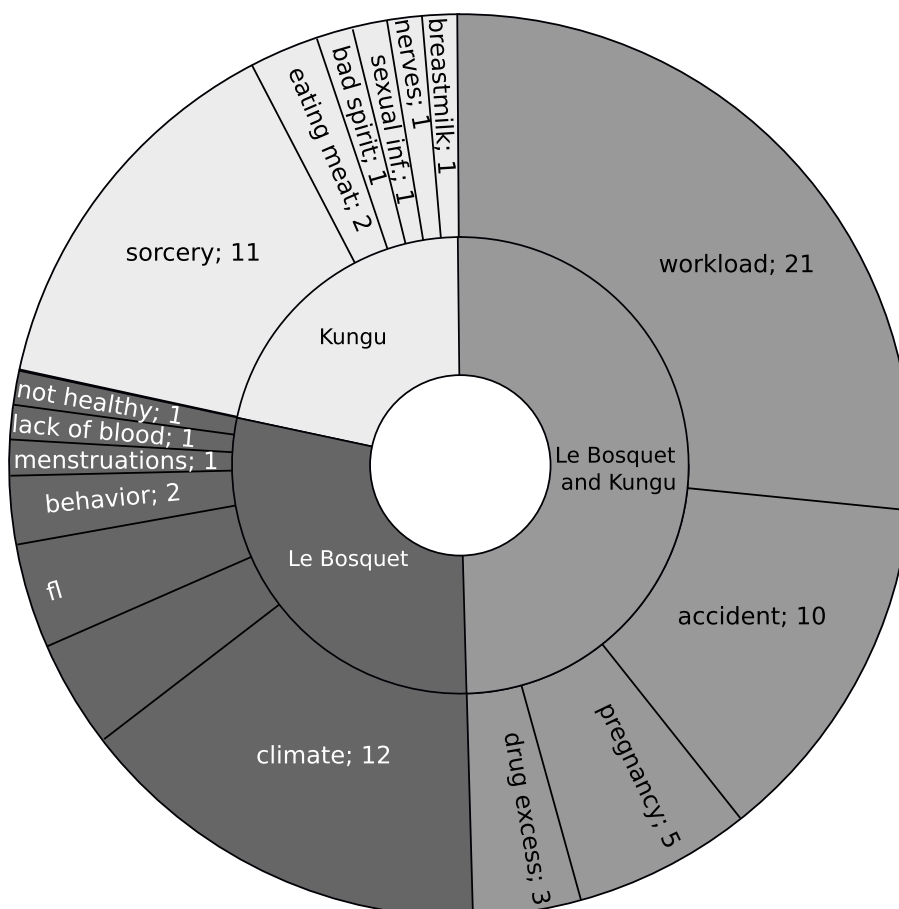 breastmilk; 1
nerves; 1
sexual inf.; 1
bad spirit; 1
eating meat; 2
sorcery; 11
workload; 21
Kungu
not healthy; 1
lack of blood; 1
menstruations; 1
behavior; 2
Le Bosquet
and Kungu
Le Bosquet
fl
accident; 10
climate; 12
drug excess; 3
pregnancy; 5